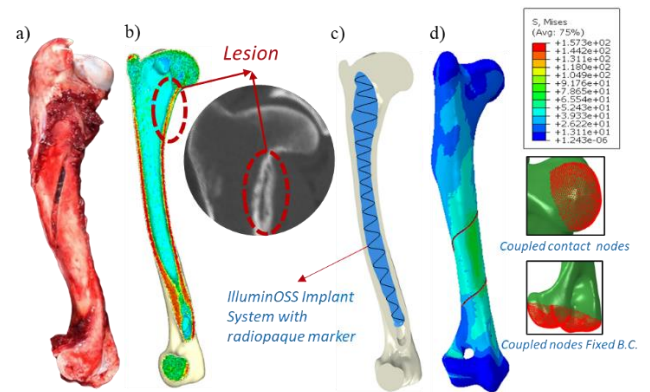 a)
b)
Lesion
c)
d)
S, Mises
(Avg: 75%)
+1.573e+02
+1.442e+02
+1.311e+02
+1.180e+02
+1.049e+02
+9.176e+01
+7.865e+01
+6.554e+01
+5.243e+01
+3.933e+01
+2.622e+01
+1.311e+01
+1.243e-06
Coupled contact nodes
IlluminOSS Implant
System with
radiopaque marker
Coupled nodes Fixed B.C.